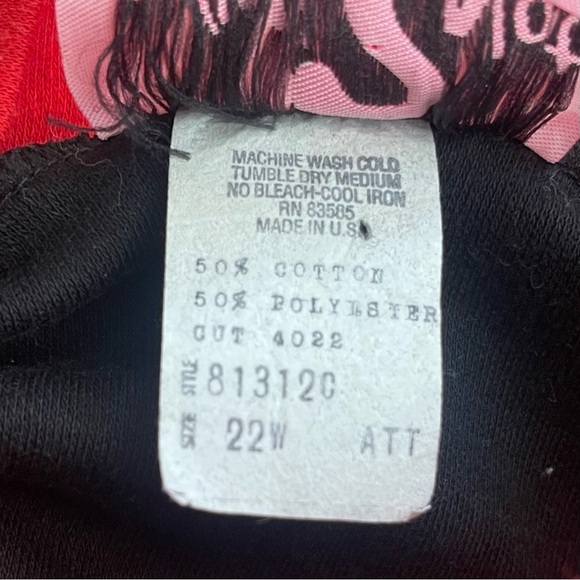 MACHINE WASH COLD
TUMBLE DRY MEDIUM
NO BLEACH-COOL IRON
RN 83585
MADE IN U.S.
50% COTTON
50% POLYESTER
CUT 4022
STYLE 813120
SIZE 22W ATT